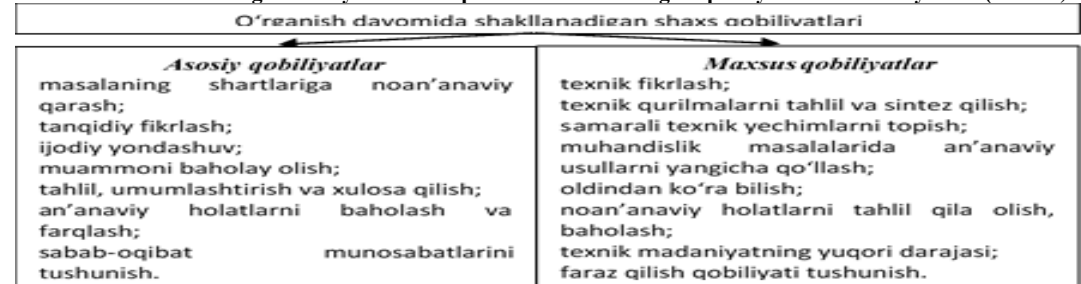 O‘rganish davomida shakllanadigan shaxs qobiliyatlari
Asosiy qobiliyatlar
masalaning shartlariga noan’anaviy
qarash;
tanqidiy fikrlash;
ijodiy yondashuv;
muammoni baholay olish;
tahlil, umumlashtirish va xulosa qilish;
an’anaviy holatlarni baholash va
farqlash;
sabab-oqibat munosabatlarini
tushunish.
Maxsus qobiliyatlar
texnik fikrlash;
texnik qurilmalarni tahlil va sintez qilish;
samarali texnik yechimlarni topish;
muhandislik masalalarida an’anaviy
usullarni yangicha qo‘llash;
oldindan ko‘ra bilish;
noan’anaviy holatlarni tahlil qila olish,
baholash;
texnik madaniyatning yuqori darajasi;
faraz qilish qobiliyati tushunish.